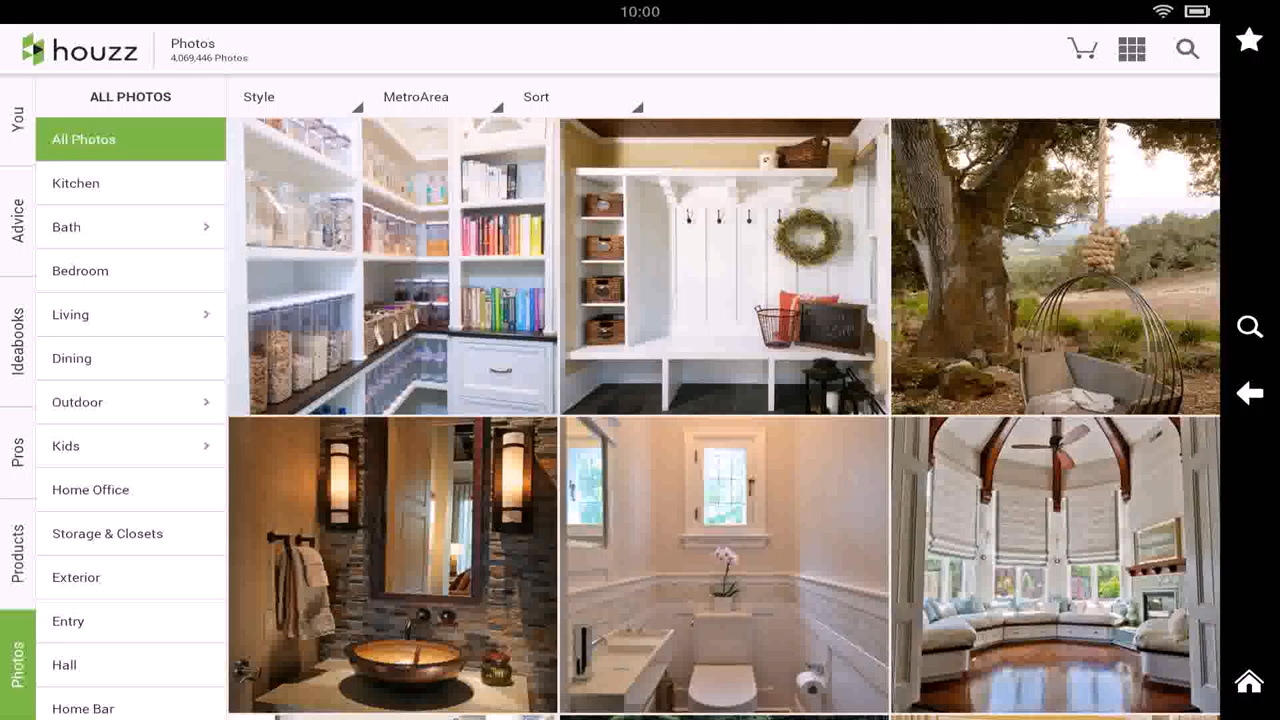 10:00
houzz
Photos
4,069,446 Photos
ALL PHOTOS
Style
MetroArea
Sort
You
Advice
Ideabooks
Pros
Products
Photos
All Photos
Kitchen
Bath
Bedroom
Living
Dining
Outdoor
Kids
Home Office
Storage & Closets
Exterior
Entry
Hall
Home Bar